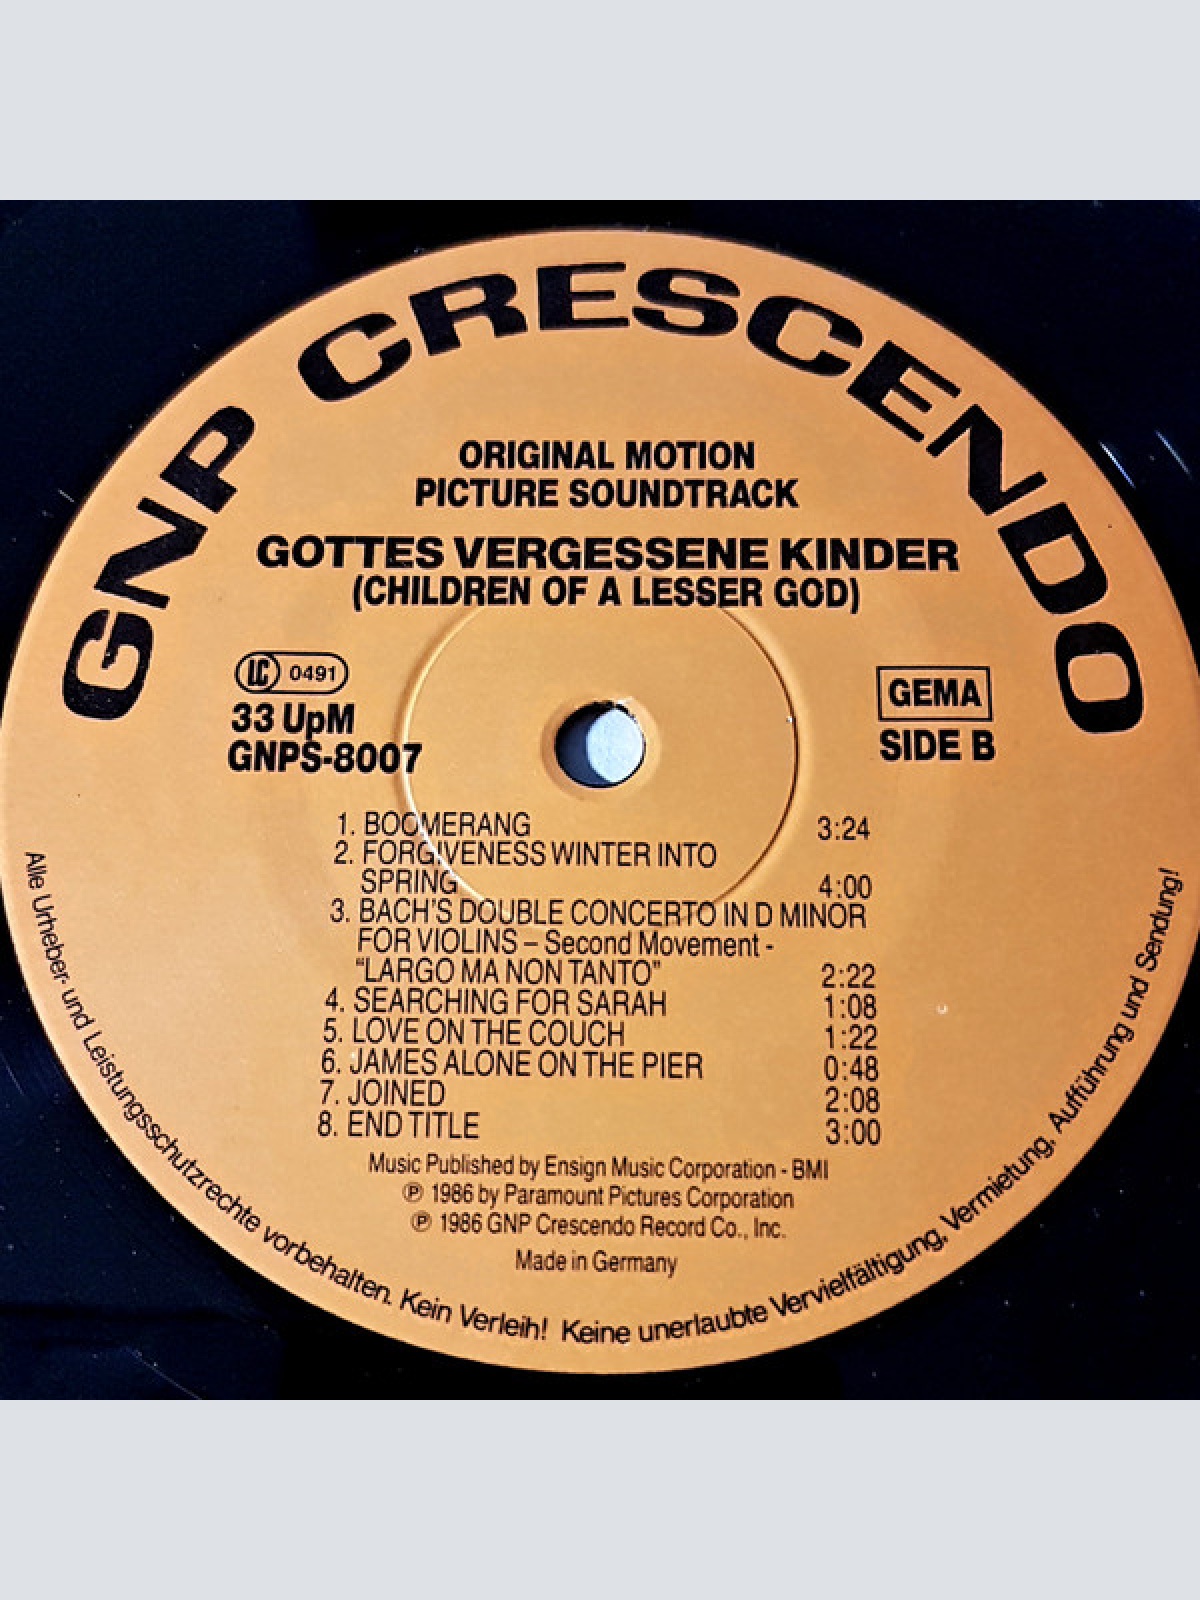 GNP CRESCENDO
ORIGINAL MOTION
PICTURE SOUNDTRACK
GOTTES VERGESSENE KINDER
(CHILDREN OF A LESSER GOD)
LC 0491
33 UpM
GNPS-8007
GEMA
SIDE B
1. BOOMERANG 3:24
2. FORGIVENESS WINTER INTO
SPRING 4:00
3. BACH'S DOUBLE CONCERTO IN D MINOR
FOR VIOLINS – Second Movement -
"LARGO MA NON TANTO" 2:22
4. SEARCHING FOR SARAH 1:08
5. LOVE ON THE COUCH 1:22
6. JAMES ALONE ON THE PIER 0:48
7. JOINED 2:08
8. END TITLE 3:00
Music Published by Ensign Music Corporation - BMI
℗ 1986 by Paramount Pictures Corporation
℗ 1986 GNP Crescendo Record Co., Inc.
Made in Germany
Alle Urheber- und Leistungsschutzrechte vorbehalten. Kein Verleih! Keine unerlaubte Vervielfältigung, Vermietung, Aufführung und Sendung!